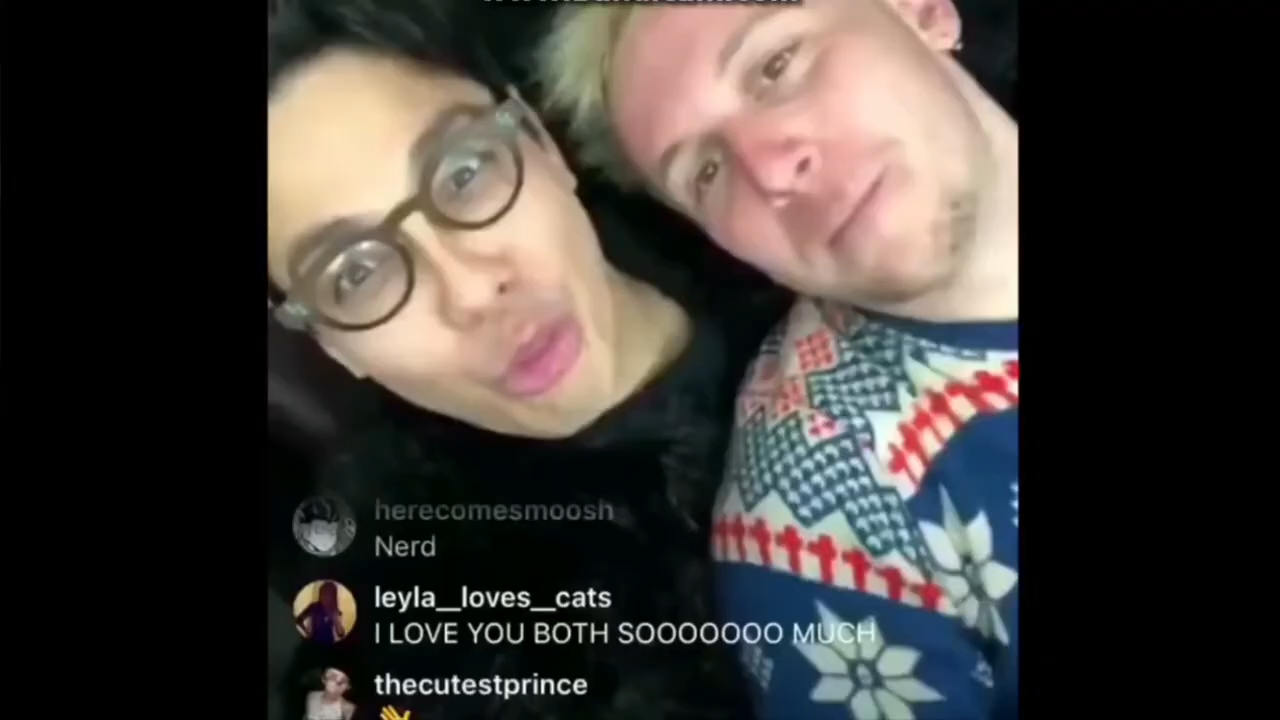 herecomesmoosh
Nerd
leyla__loves__cats
I LOVE YOU BOTH SOOOOOOO MUCH
thecutestprince
👋